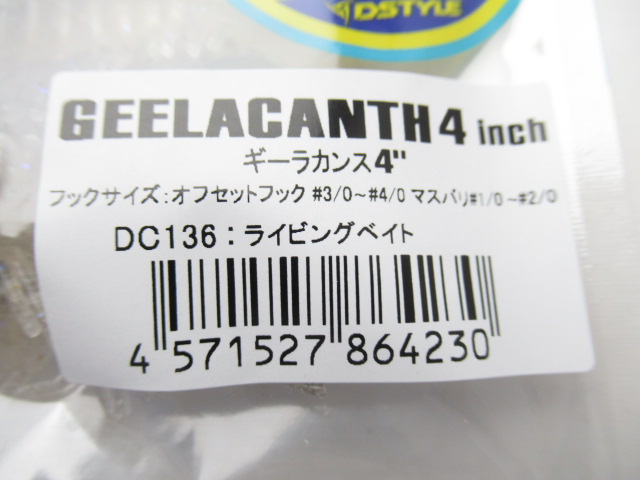 DSTYLE
GEELACANTH 4 inch
ギーラカンス4"
フックサイズ:オフセットフック #3/0~#4/0 マスバリ#1/0~#2/0
DC136:ライビングベイト
4 571527 864230